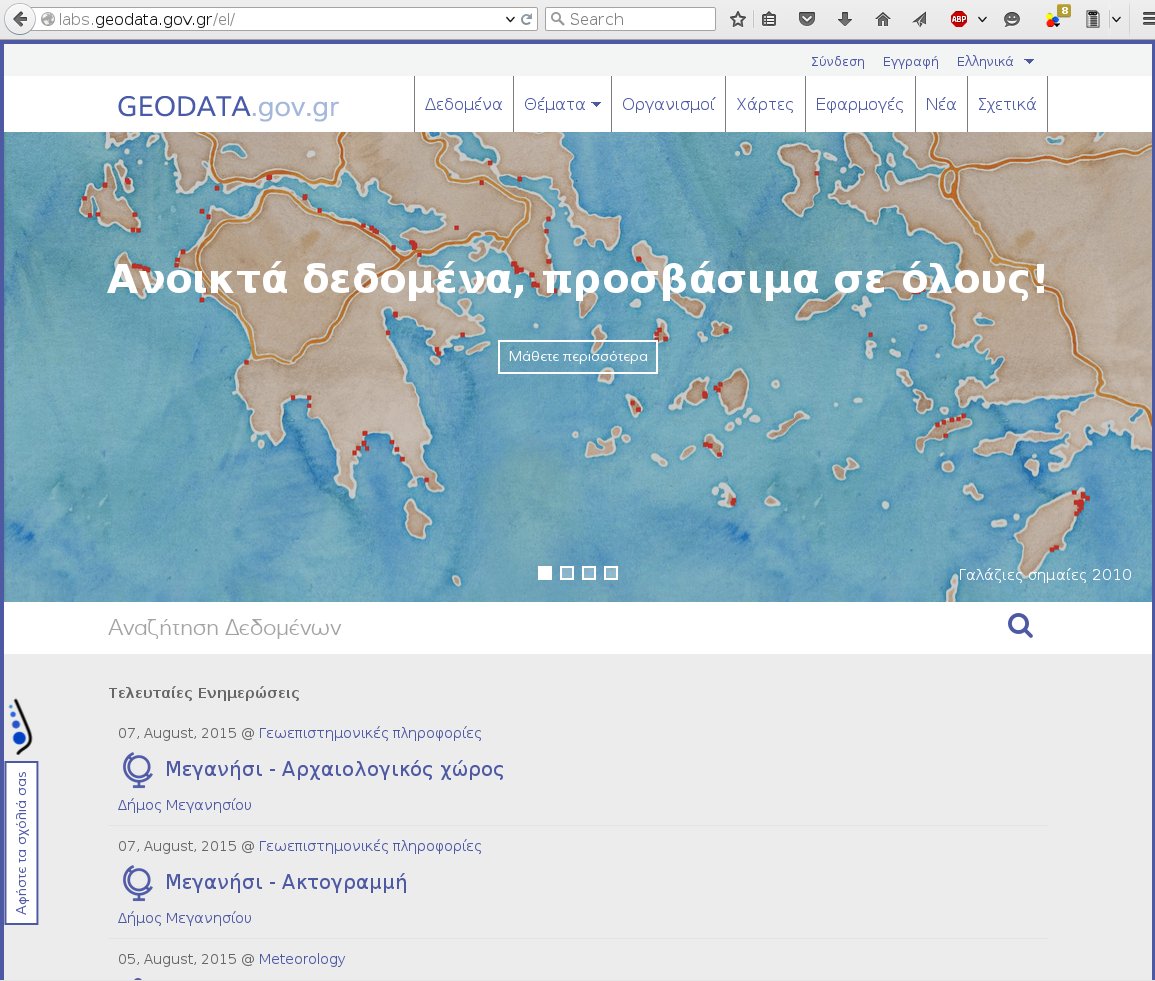 labs.geodata.gov.gr/el/
Search
ABP
8
Σύνδεση Εγγραφή Ελληνικά
GEODATA.gov.gr
Δεδομένα Θέματα Οργανισμοί Χάρτες Εφαρμογές Νέα Σχετικά
Ανοικτά δεδομένα, προσβάσιμα σε όλους!
Μάθετε περισσότερα
Γαλάζιες σημαίες 2010
Αναζήτηση Δεδομένων
Τελευταίες Ενημερώσεις
07, August, 2015 @ Γεωεπιστημονικές πληροφορίες
Μεγανήσι - Αρχαιολογικός χώρος
Δήμος Μεγανησίου
07, August, 2015 @ Γεωεπιστημονικές πληροφορίες
Μεγανήσι - Ακτογραμμή
Δήμος Μεγανησίου
05, August, 2015 @ Meteorology
Αφήστε τα σχόλιά σας